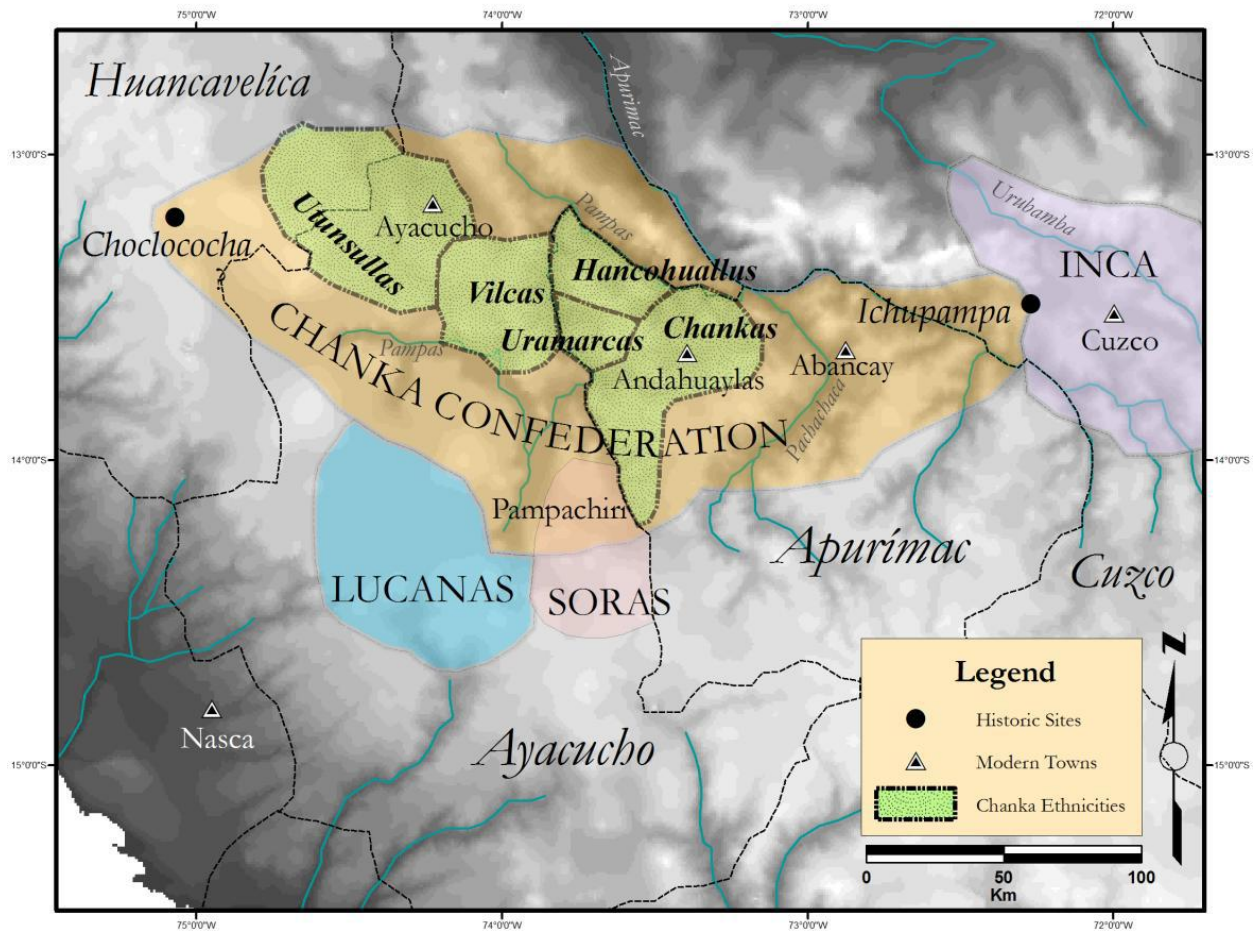 75°0'0"W
74°0'0"W
73°0'0"W
72°0'0"W
Huancavelíca
Apurimac
13°0'0"S
13°0'0"S
Choclococha
Utunsullas
Ayacucho
Pampas
Vilcas
Hancohuallus
Uramarcas
Chankas
Andahuaylas
Pampas
Urubamba
INCA
Ichupampa
Cuzco
Abancay
Pachachaca
CHANKA CONFEDERATION
14°0'0"S
14°0'0"S
Pampachiri
LUCANAS
SORAS
Apurímac
Cuzco
Nasca
Ayacucho
15°0'0"S
15°0'0"S
Legend
Historic Sites
Modern Towns
Chanka Ethnicities
N
0
50
100
Km
75°0'0"W
74°0'0"W
73°0'0"W
72°0'0"W